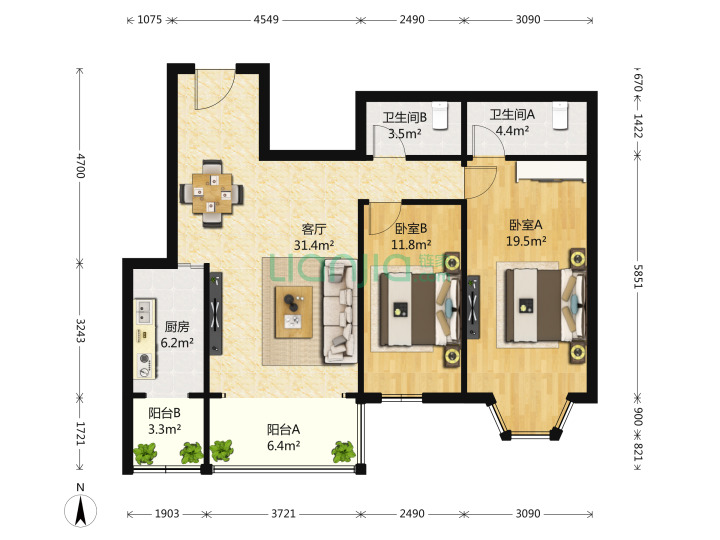 1075
4549
2490
3090
670
1422
5851
900
821
4700
3243
1721
卫生间B
3.5m²
卫生间A
4.4m²
客厅
31.4m²
卧室B
11.8m²
卧室A
19.5m²
Lianjia
链家
厨房
6.2m²
阳台B
3.3m²
阳台A
6.4m²
N
1903
3721
2490
3090